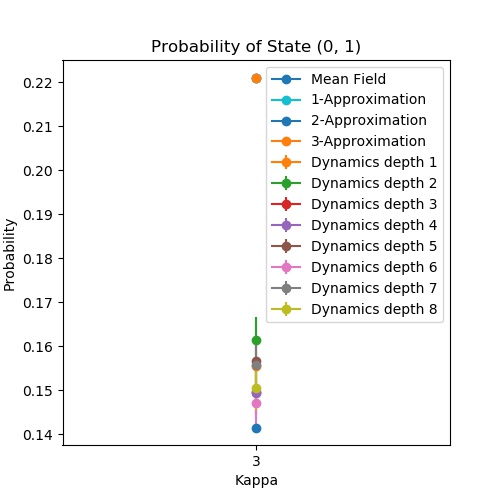 Probability of State (0, 1)
0.22
0.21
0.20
0.19
0.18
0.17
0.16
0.15
0.14
Probability
Mean Field
1-Approximation
2-Approximation
3-Approximation
Dynamics depth 1
Dynamics depth 2
Dynamics depth 3
Dynamics depth 4
Dynamics depth 5
Dynamics depth 6
Dynamics depth 7
Dynamics depth 8
3
Kappa